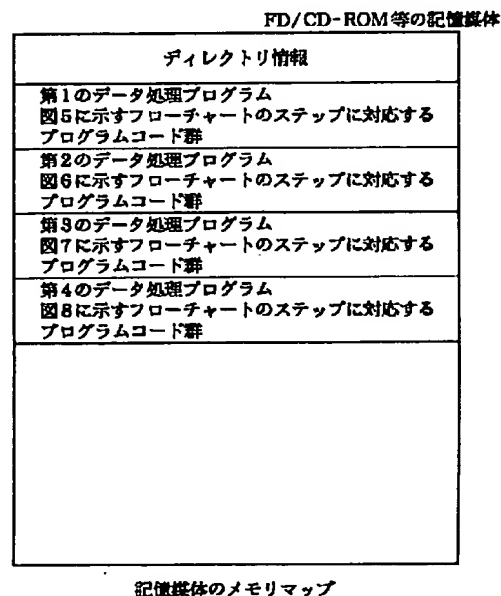 FD/CD-ROM等の記憶媒体
ディレクトリ情報
第1のデータ処理プログラム
図5に示すフローチャートのステップに対応する
プログラムコード群
第2のデータ処理プログラム
図6に示すフローチャートのステップに対応する
プログラムコード群
第3のデータ処理プログラム
図7に示すフローチャートのステップに対応する
プログラムコード群
第4のデータ処理プログラム
図8に示すフローチャートのステップに対応する
プログラムコード群
記憶媒体のメモリマップ